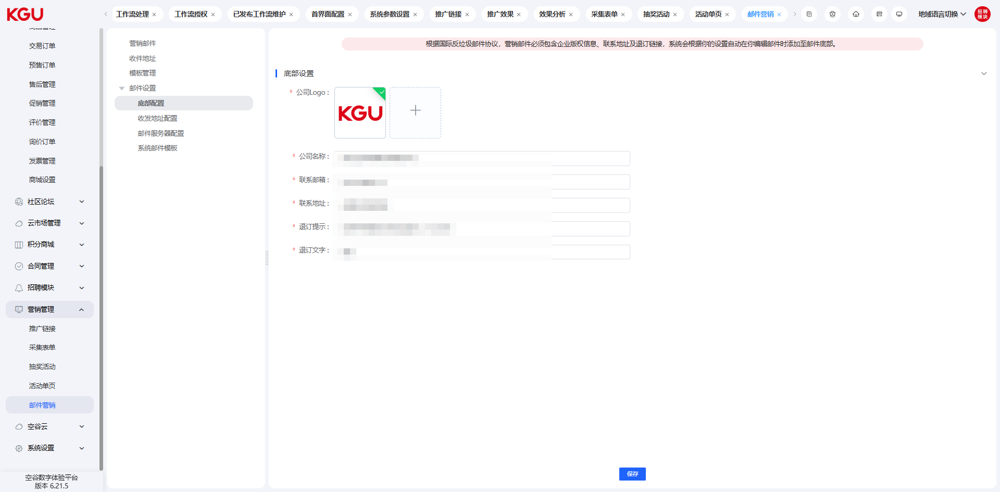 KGU
工作流处理 ×
工作流授权 ×
已发布工作流维护 ×
首界面配置 ×
系统参数设置 ×
推广链接 ×
推广效果 ×
效果分析 ×
采集表单 ×
抽奖活动 ×
活动单页 ×
邮件营销 ×
地域语言切换
招聘
模块
交易订单
预售订单
售后管理
促销管理
评价管理
询价订单
发票管理
商城设置
社区论坛
云市场管理
积分商城
合同管理
招聘模块
营销管理
推广链接
采集表单
抽奖活动
活动单页
邮件营销
空谷云
系统设置
空谷数字体验平台
版本 6.21.5
营销邮件
收件地址
模板管理
邮件设置
底部配置
收发地址配置
邮件服务器配置
系统邮件模板
根据国际反垃圾邮件协议，营销邮件必须包含企业版权信息、联系地址及退订链接，系统会根据你的设置自动在你编辑邮件时添加至邮件底部。
底部设置
* 公司Logo :
KGU
* 公司名称 :
* 联系邮箱 :
* 联系地址 :
* 退订提示 :
* 退订文字 :
保存